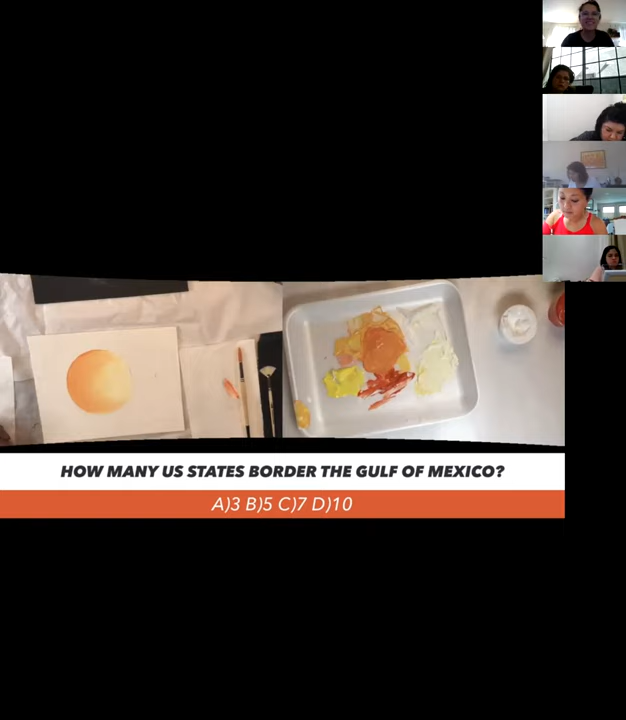 HOW MANY US STATES BORDER THE GULF OF MEXICO?
A)3 B)5 C)7 D)10